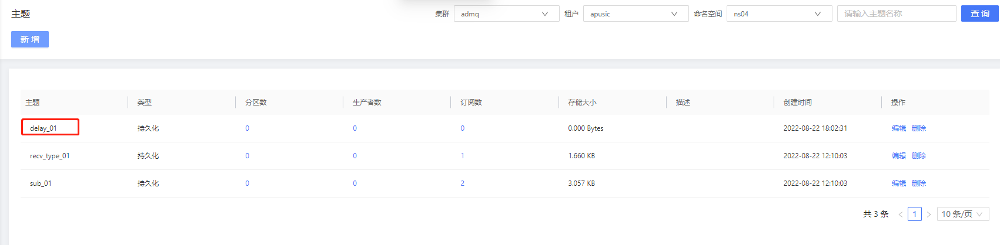 主题 集群 admq 租户 apusic 命名空间 ns04 请输入主题名称 查 询
新 增
主题 类型 分区数 生产者数 订阅数 存储大小 描述 创建时间 操作
delay_01 持久化 0 0 0 0.000 Bytes 2022-08-22 18:02:31 编辑 删除
recv_type_01 持久化 0 0 1 1.660 KB 2022-08-22 12:10:03 编辑 删除
sub_01 持久化 0 0 2 3.057 KB 2022-08-22 12:10:03 编辑 删除
共 3 条 < 1 > 10 条/页